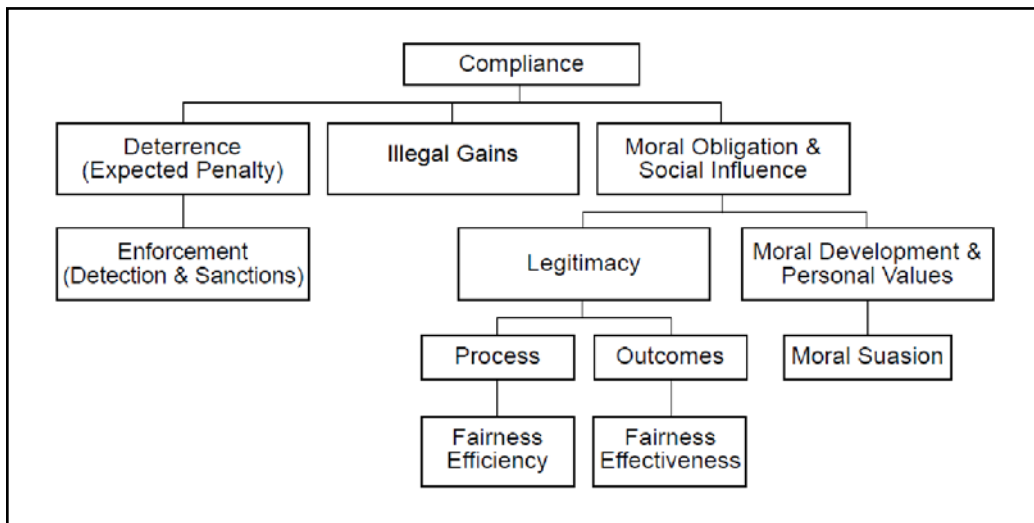 Compliance
Deterrence
(Expected Penalty)
Illegal Gains
Moral Obligation &
Social Influence
Enforcement
(Detection & Sanctions)
Legitimacy
Moral Development &
Personal Values
Process
Outcomes
Moral Suasion
Fairness
Efficiency
Fairness
Effectiveness